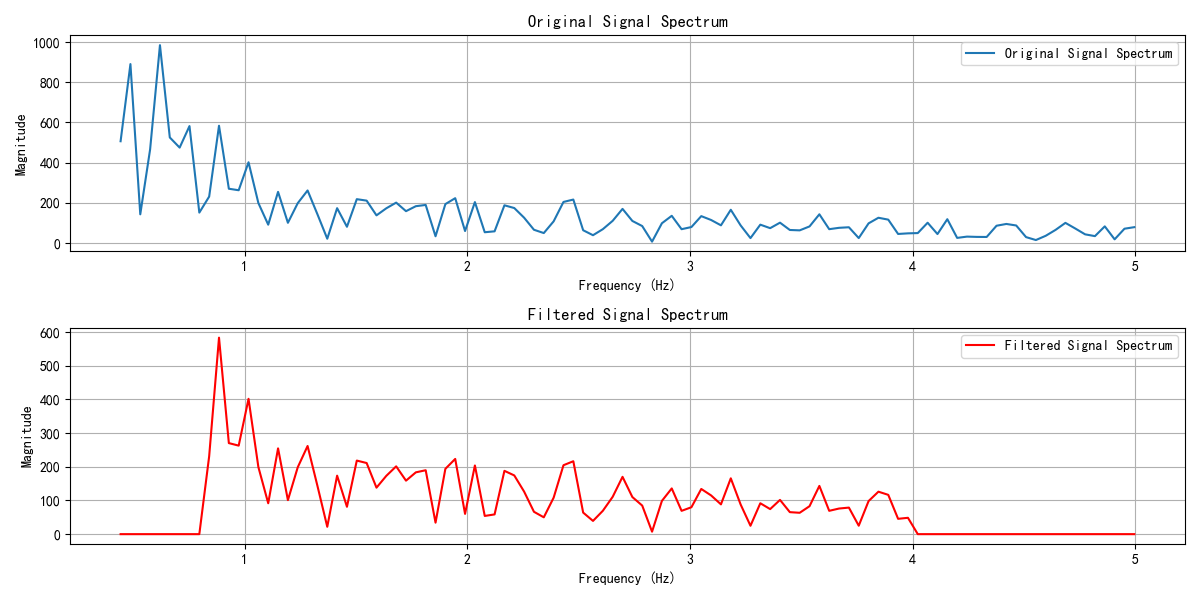 Original Signal Spectrum
1000
800
600
400
200
0
Magnitude
Original Signal Spectrum
1 2 3 4 5
Frequency (Hz)
Filtered Signal Spectrum
600
500
400
300
200
100
0
Magnitude
Filtered Signal Spectrum
1 2 3 4 5
Frequency (Hz)